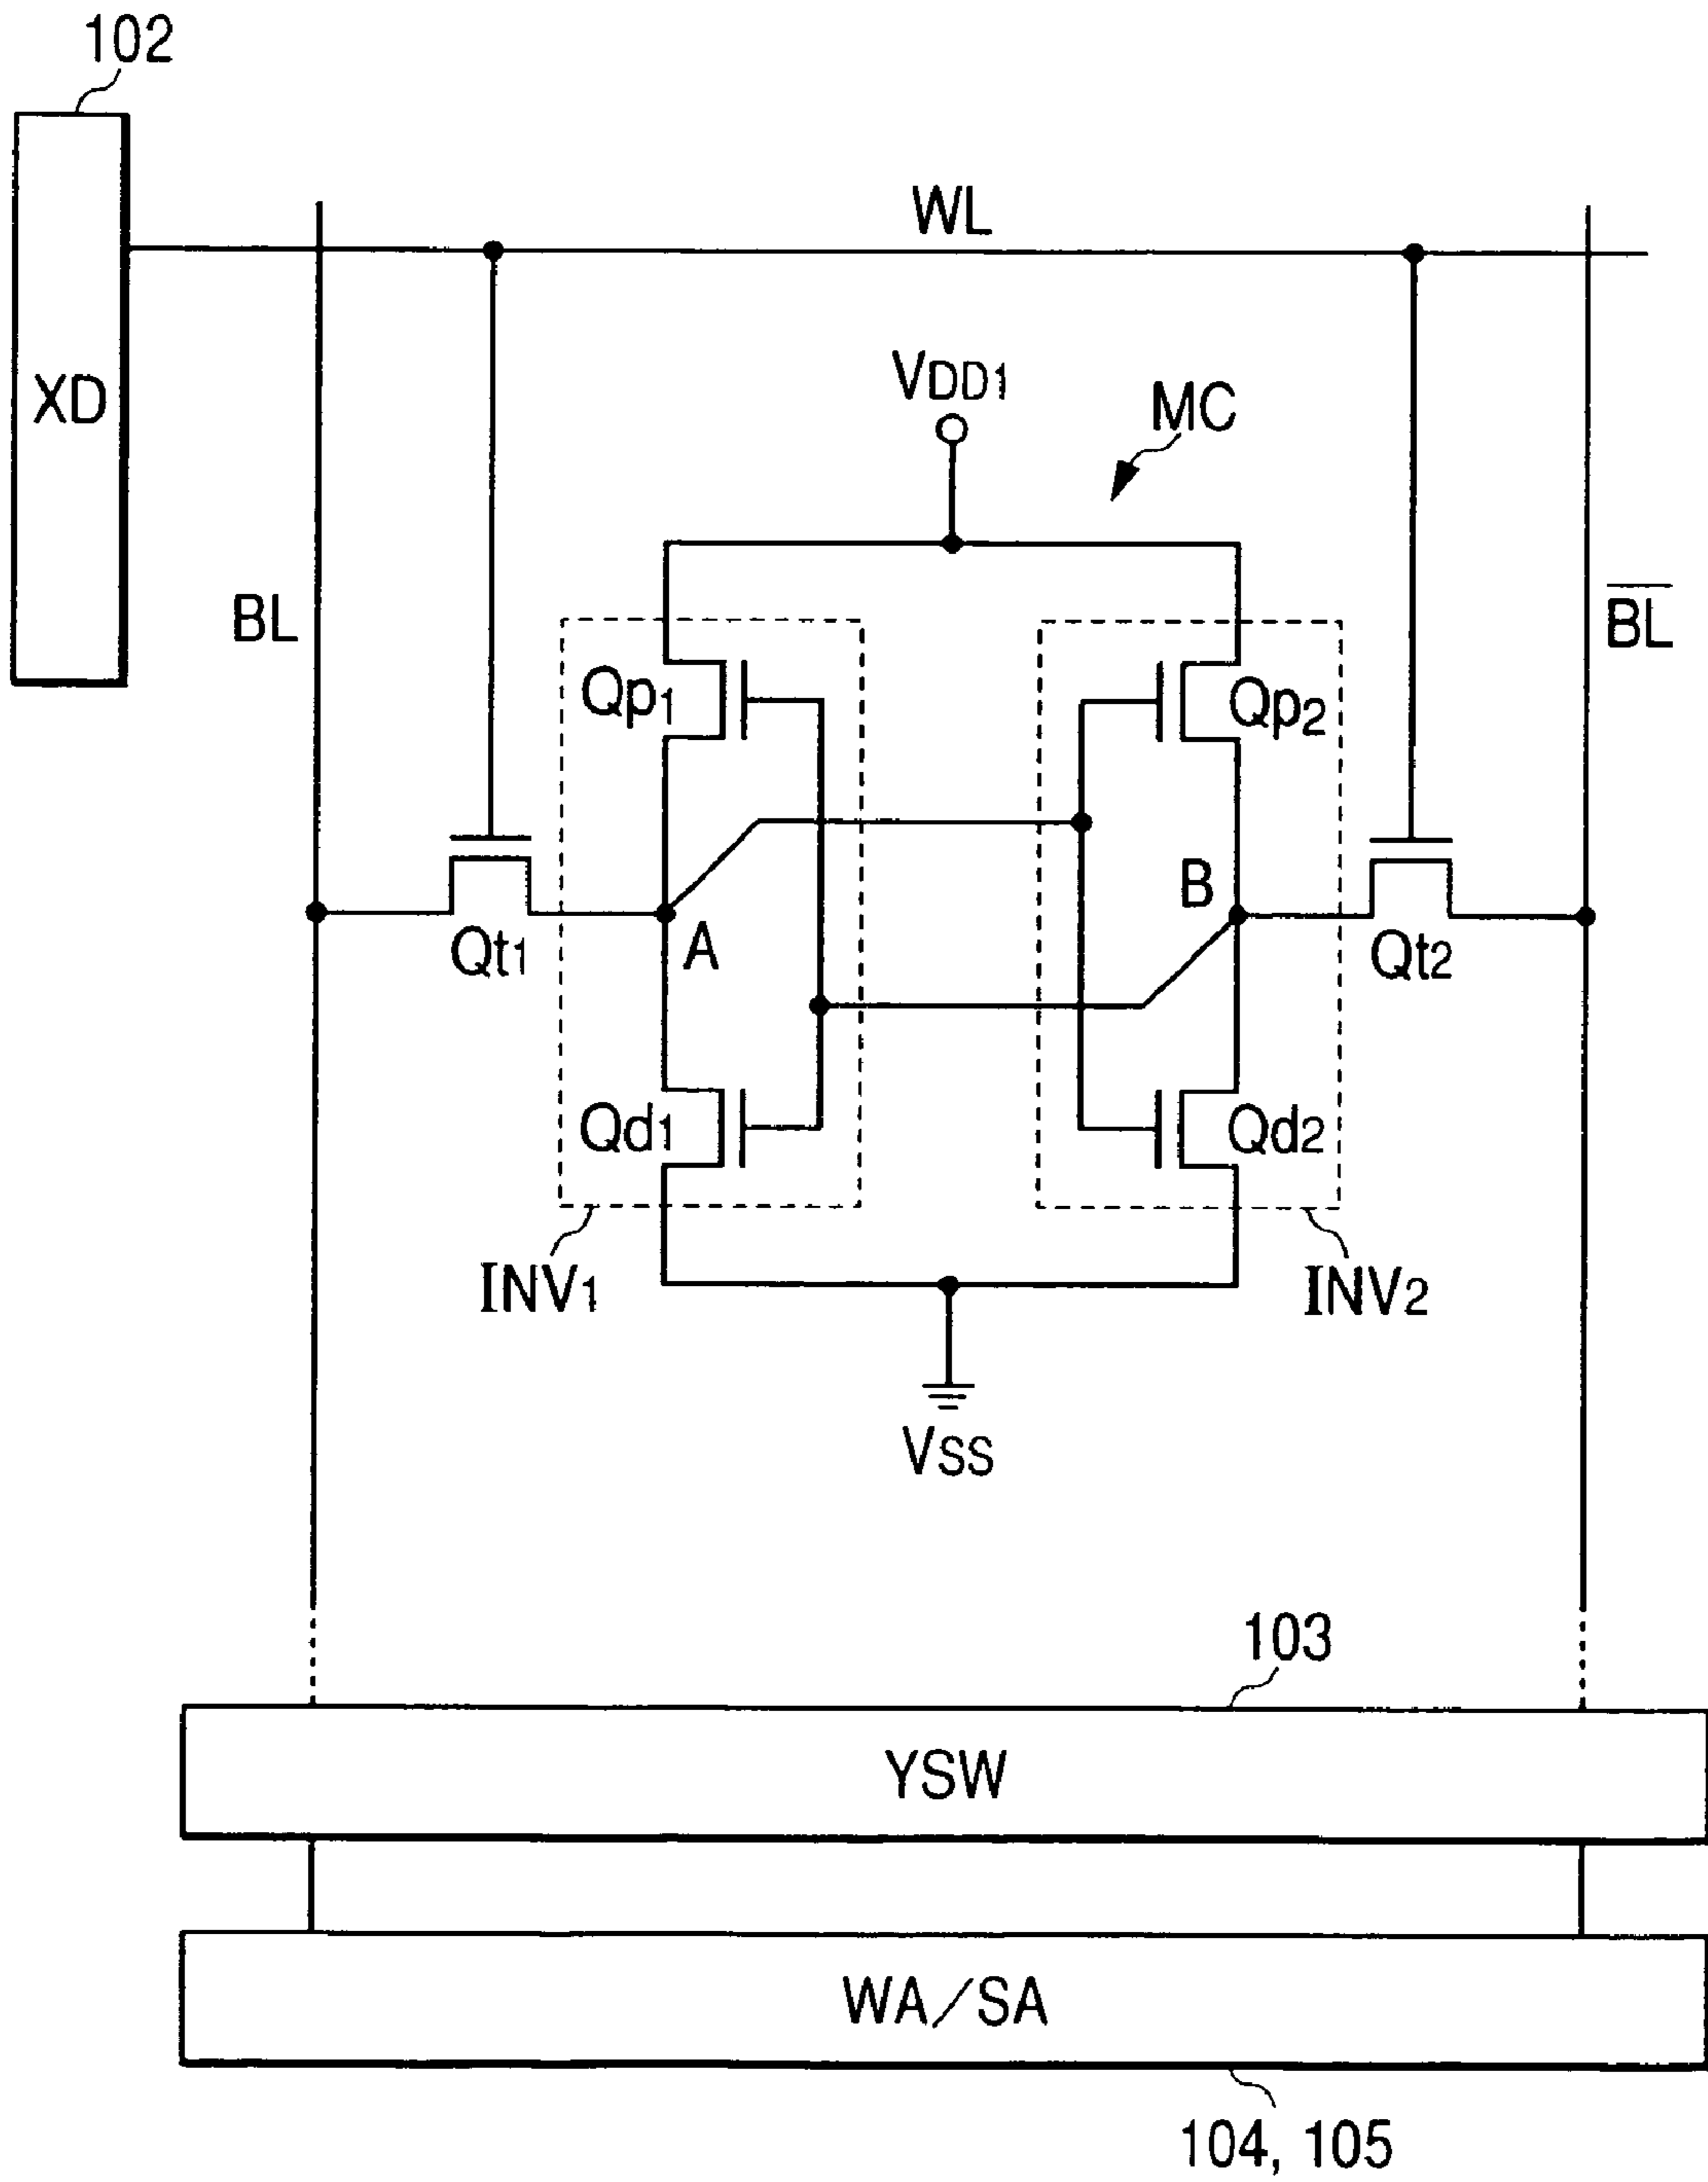 102
WL
VDD1
MC
XD
BL
B̅L̅
Qp1
Qp2
B
A
Qt1
Qt2
Qd1
Qd2
INV1
INV2
VSS
103
YSW
WA/SA
104, 105